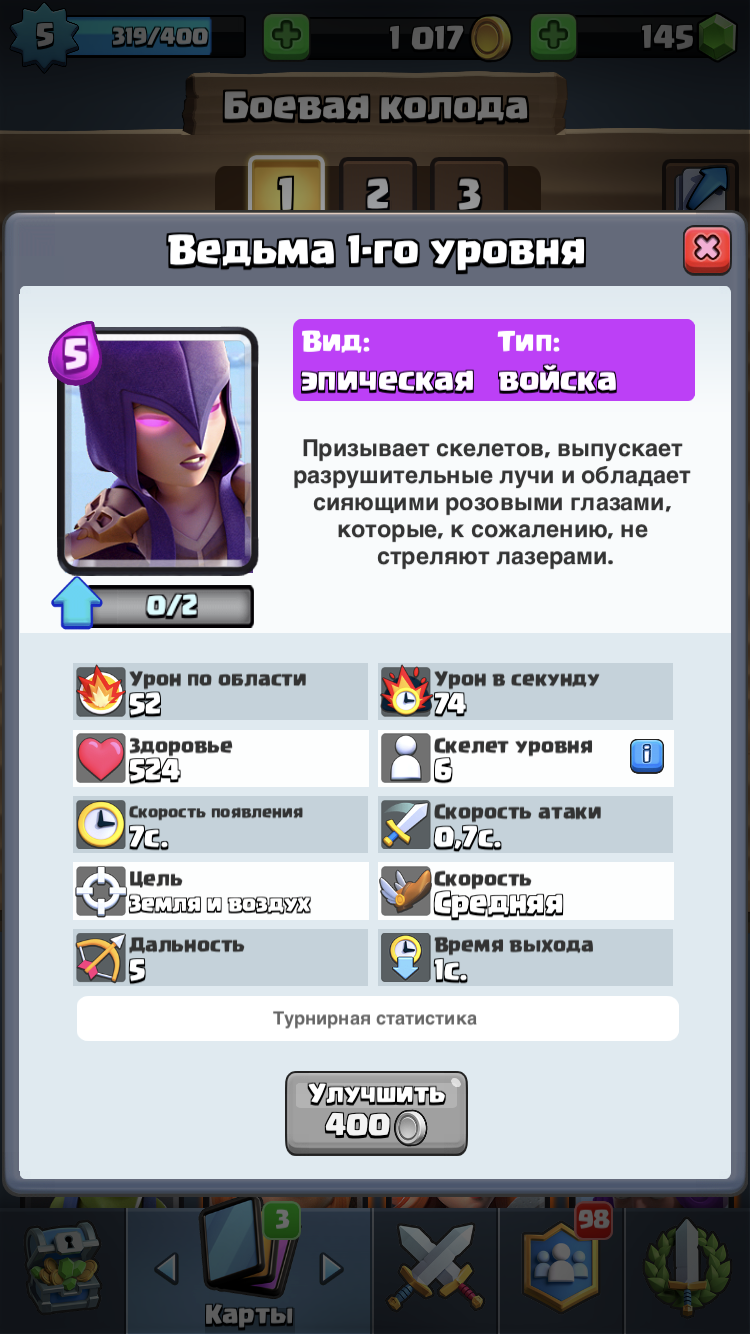 5
319/400
1 017
145
Боевая колода
1
2
3
Ведьма 1-го уровня
5
Вид:
эпическая
Тип:
войска
Призывает скелетов, выпускает
разрушительные лучи и обладает
сияющими розовыми глазами,
которые, к сожалению, не
стреляют лазерами.
0/2
Урон по области
52
Урон в секунду
74
Здоровье
524
Скелет уровня
6
i
Скорость появления
7с.
Скорость атаки
0,7с.
Цель
Земля и воздух
Скорость
Средняя
Дальность
5
Время выхода
1с.
Турнирная статистика
Улучшить
400
3
Карты
98